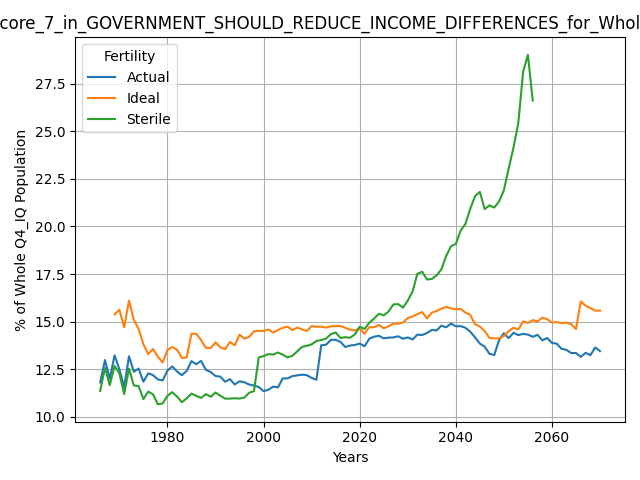 core_7_in_GOVERNMENT_SHOULD_REDUCE_INCOME_DIFFERENCES_for_Whol
Fertility
Actual
Ideal
Sterile
27.5
25.0
22.5
20.0
17.5
15.0
12.5
10.0
% of Whole Q4_IQ Population
1980
2000
2020
2040
2060
Years